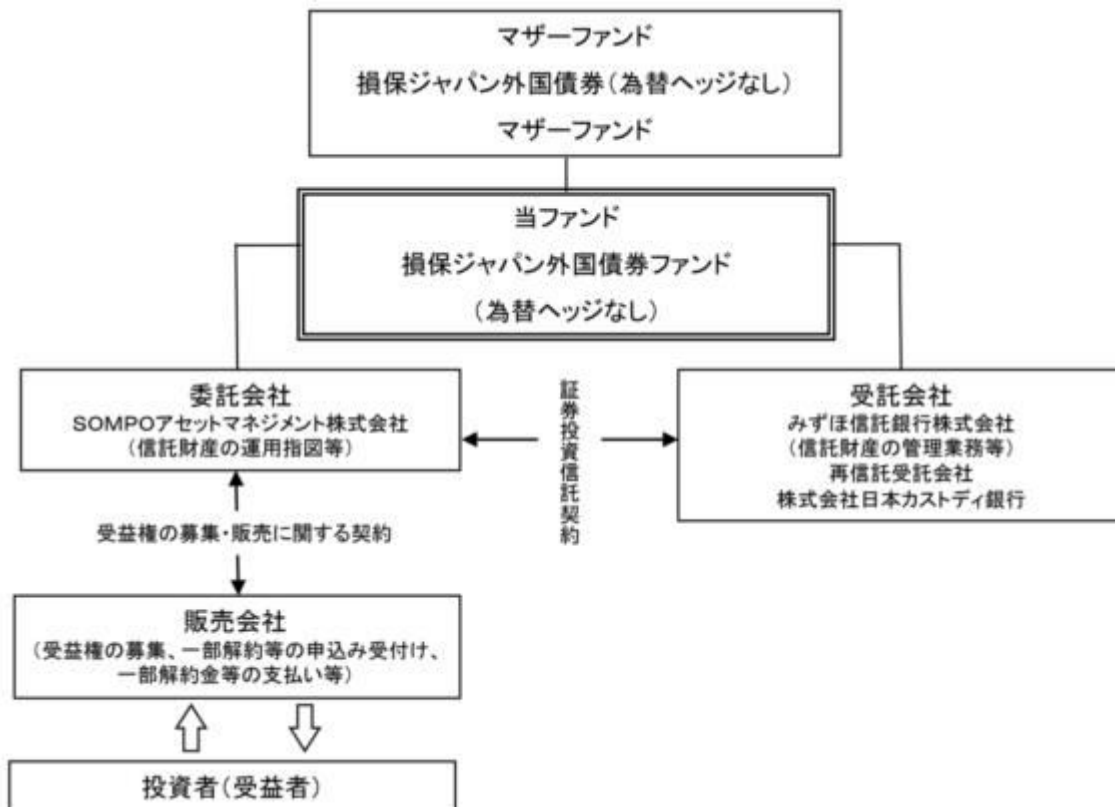 マザーファンド
損保ジャパン外国債券(為替ヘッジなし)
マザーファンド
当ファンド
損保ジャパン外国債券ファンド
(為替ヘッジなし)
委託会社
SOMPOアセットマネジメント株式会社
(信託財産の運用指図等)
証券投資信託契約
受託会社
みずほ信託銀行株式会社
(信託財産の管理業務等)
再信託受託会社
株式会社日本カストディ銀行
受益権の募集・販売に関する契約
販売会社
(受益権の募集、一部解約等の申込み受付け、
一部解約金等の支払い等)
投資者(受益者)